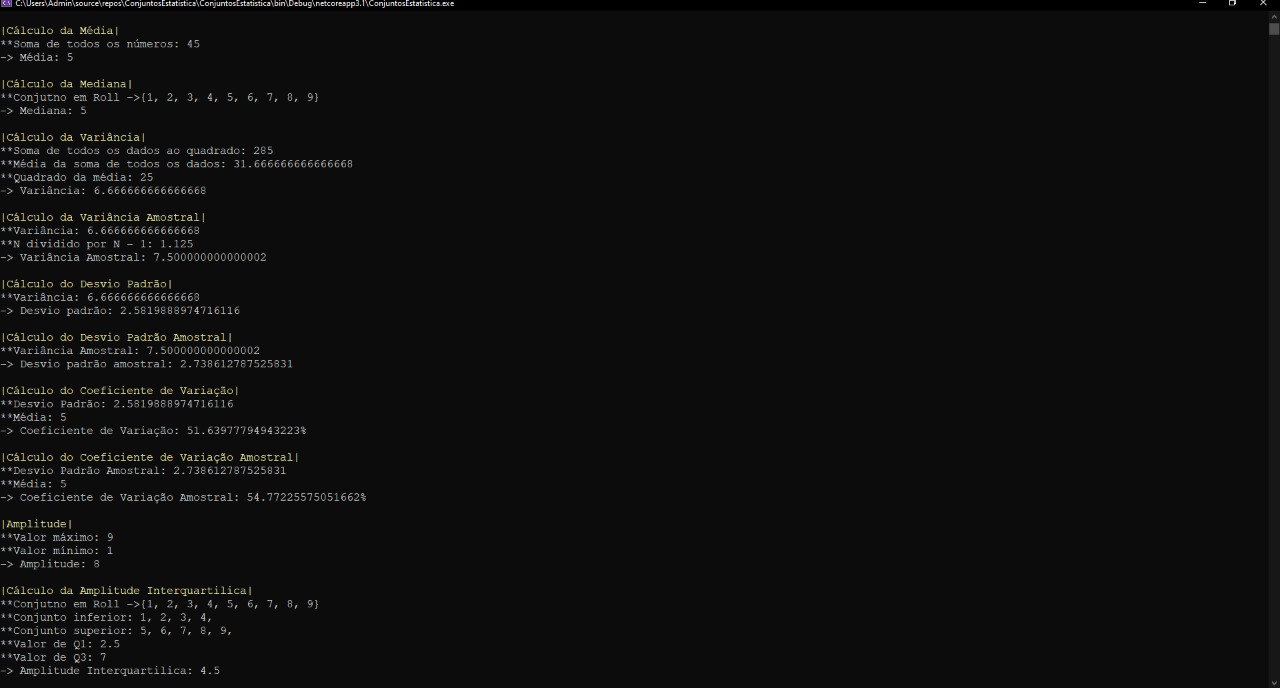 C:\Users\Admin\source\repos\ConjuntosEstatistica\ConjuntosEstatistica\bin\Debug\netcoreapp3.1\ConjuntosEstatistica.exe
|Cálculo da Média|
**Soma de todos os números: 45
-> Média: 5
|Cálculo da Mediana|
**Conjutno em Roll ->{1, 2, 3, 4, 5, 6, 7, 8, 9}
-> Mediana: 5
|Cálculo da Variância|
**Soma de todos os dados ao quadrado: 285
**Média da soma de todos os dados: 31.666666666666668
**Quadrado da média: 25
-> Variância: 6.666666666666668
|Cálculo da Variância Amostral|
**Variância: 6.666666666666668
**N dividido por N - 1: 1.125
-> Variância Amostral: 7.500000000000002
|Cálculo do Desvio Padrão|
**Variância: 6.666666666666668
-> Desvio padrão: 2.5819888974716116
|Cálculo do Desvio Padrão Amostral|
**Variância Amostral: 7.500000000000002
-> Desvio padrão amostral: 2.738612787525831
|Cálculo do Coeficiente de Variação|
**Desvio Padrão: 2.5819888974716116
**Média: 5
-> Coeficiente de Variação: 51.63977794943223%
|Cálculo do Coeficiente de Variação Amostral|
**Desvio Padrão Amostral: 2.738612787525831
**Média: 5
-> Coeficiente de Variação Amostral: 54.77225575051662%
|Amplitude|
**Valor máximo: 9
**Valor mínimo: 1
-> Amplitude: 8
|Cálculo da Amplitude Interquartilica|
**Conjutno em Roll ->{1, 2, 3, 4, 5, 6, 7, 8, 9}
**Conjunto inferior: 1, 2, 3, 4,
**Conjunto superior: 5, 6, 7, 8, 9,
**Valor de Q1: 2.5
**Valor de Q3: 7
-> Amplitude Interquartilica: 4.5